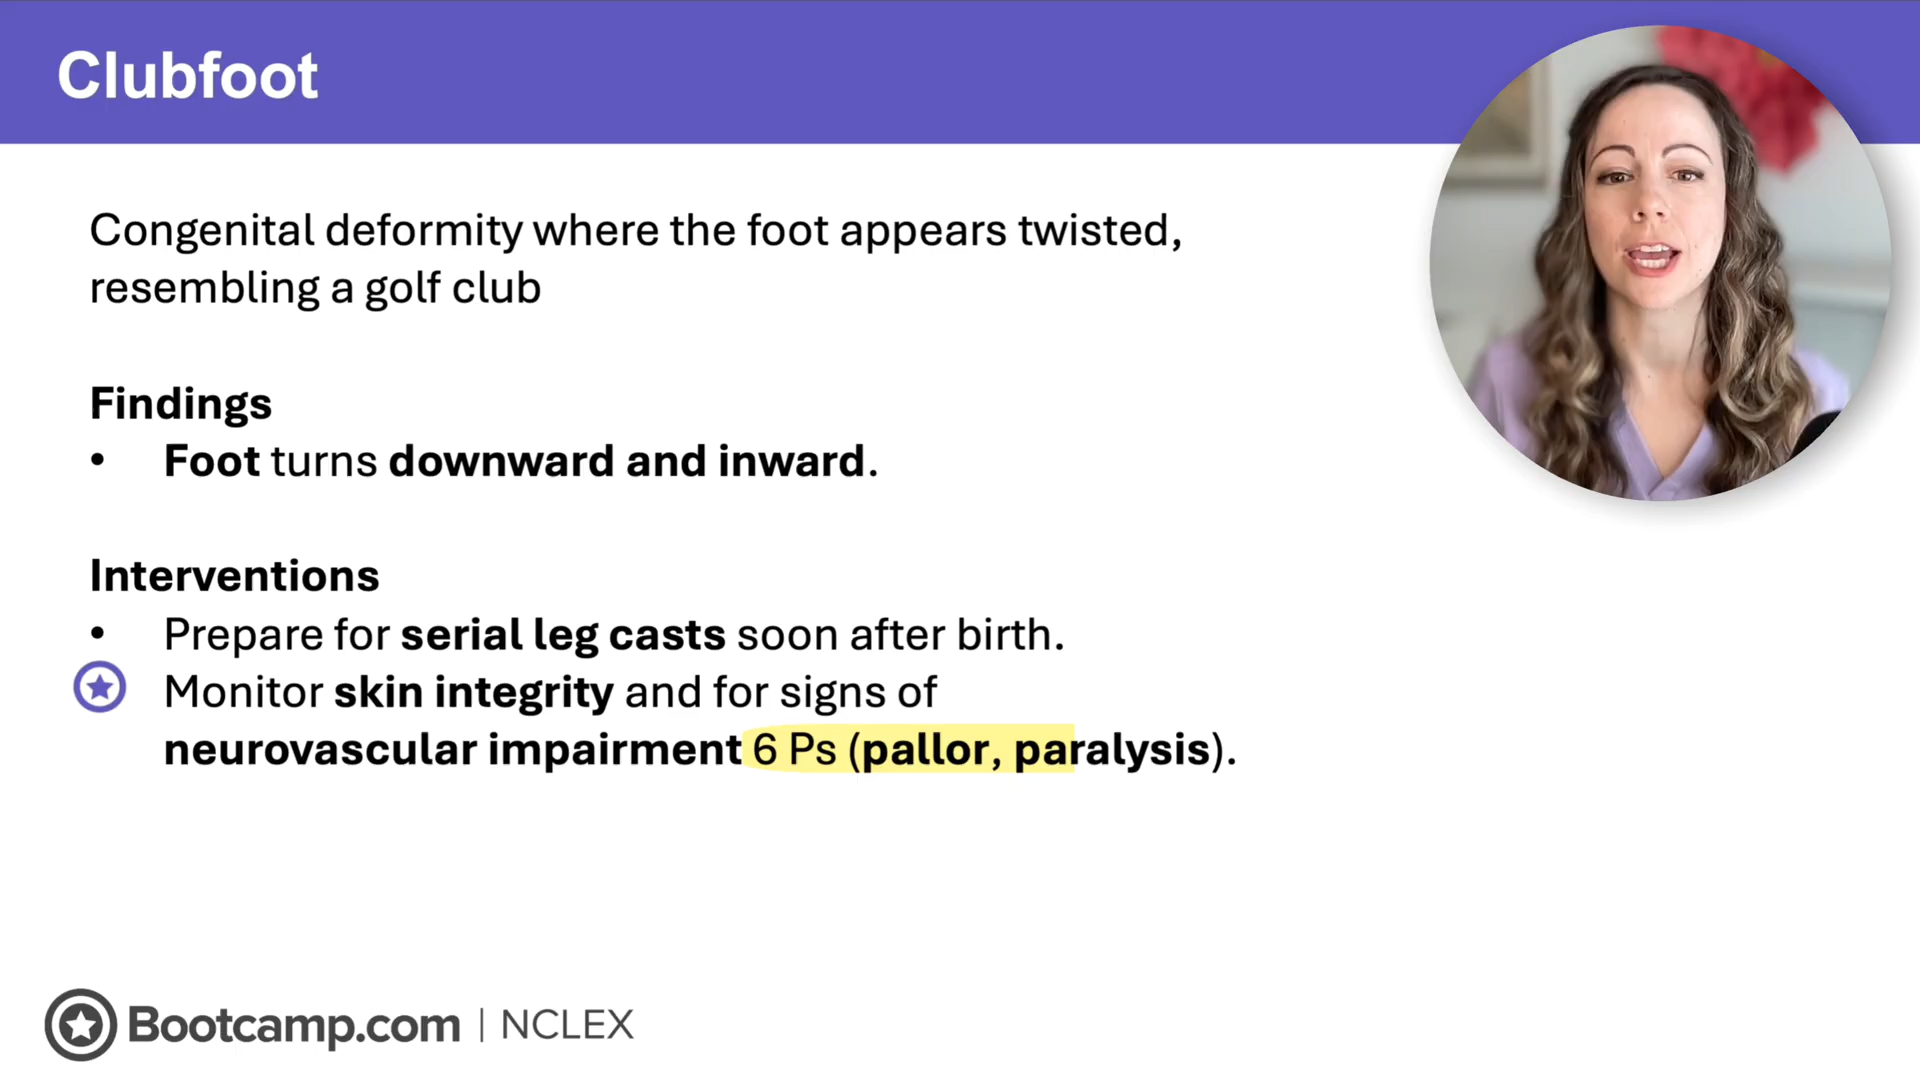 Clubfoot
Congenital deformity where the foot appears twisted,
resembling a golf club
Findings
• Foot turns downward and inward.
Interventions
• Prepare for serial leg casts soon after birth.
Monitor skin integrity and for signs of
neurovascular impairment 6 Ps (pallor, paralysis).
Bootcamp.com | NCLEX